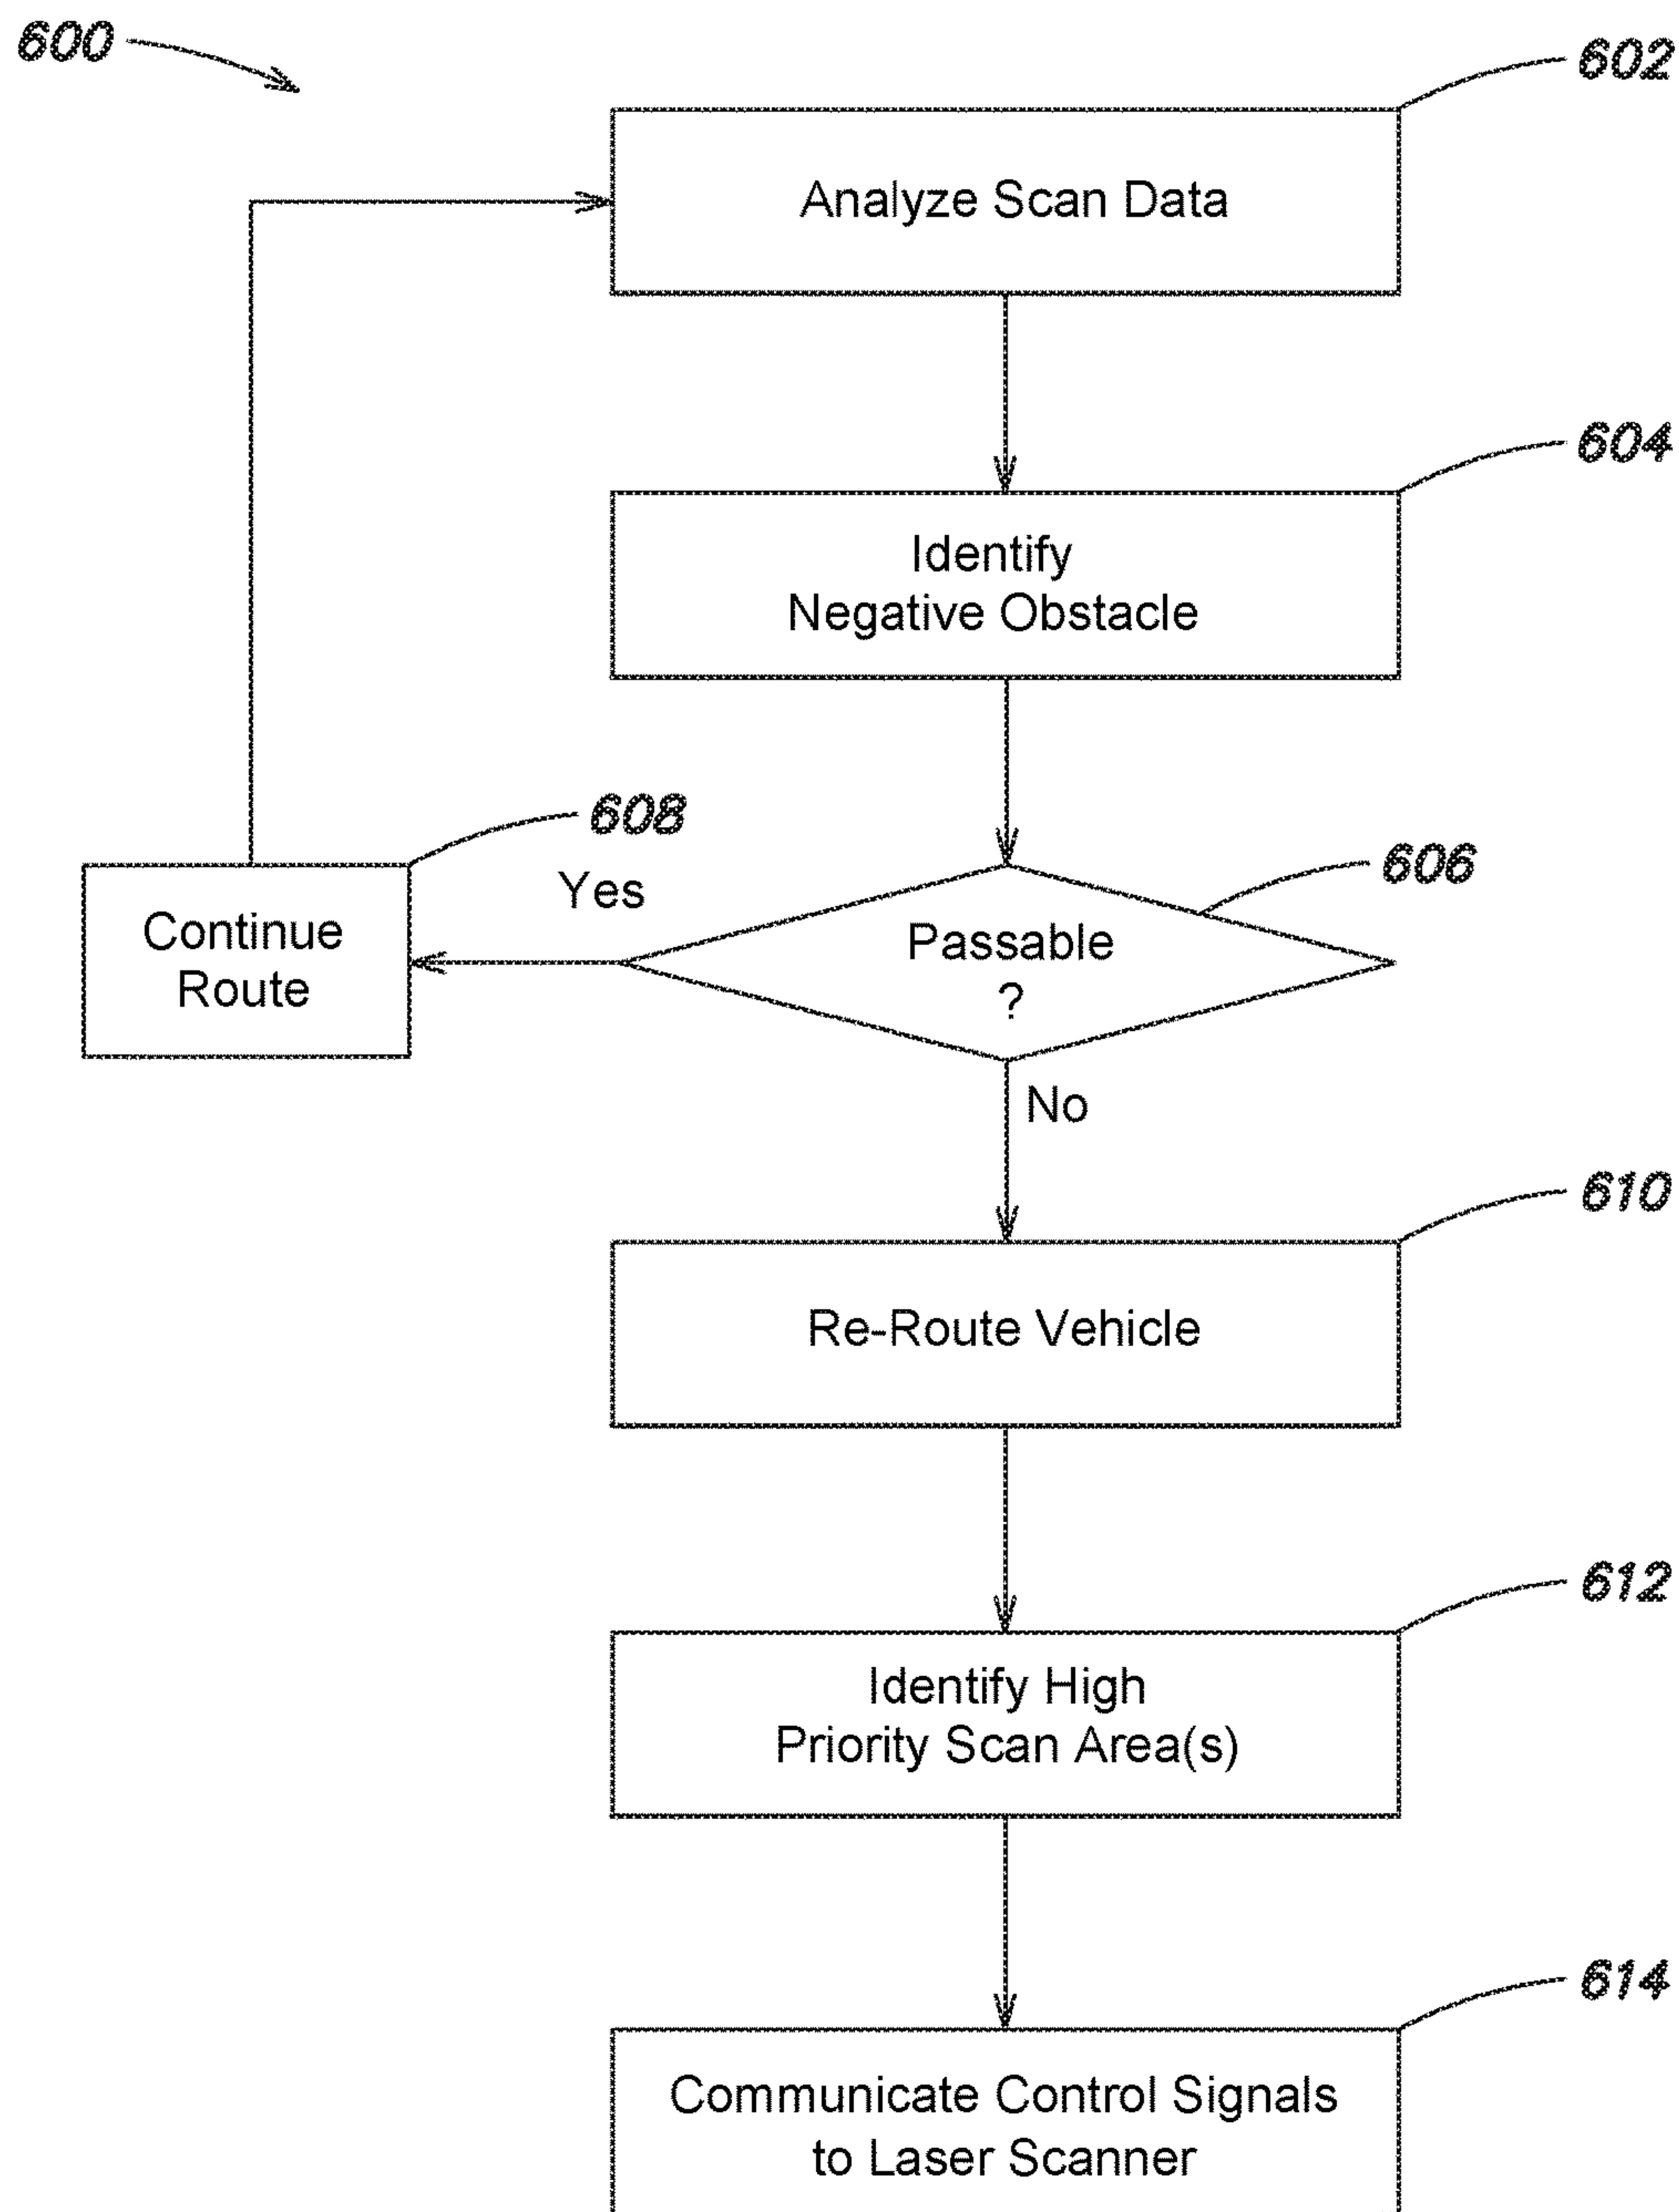 600
602
Analyze Scan Data
604
Identify
Negative Obstacle
608
606
Yes
Continue
Route
Passable
?
No
610
Re-Route Vehicle
612
Identify High
Priority Scan Area(s)
614
Communicate Control Signals
to Laser Scanner